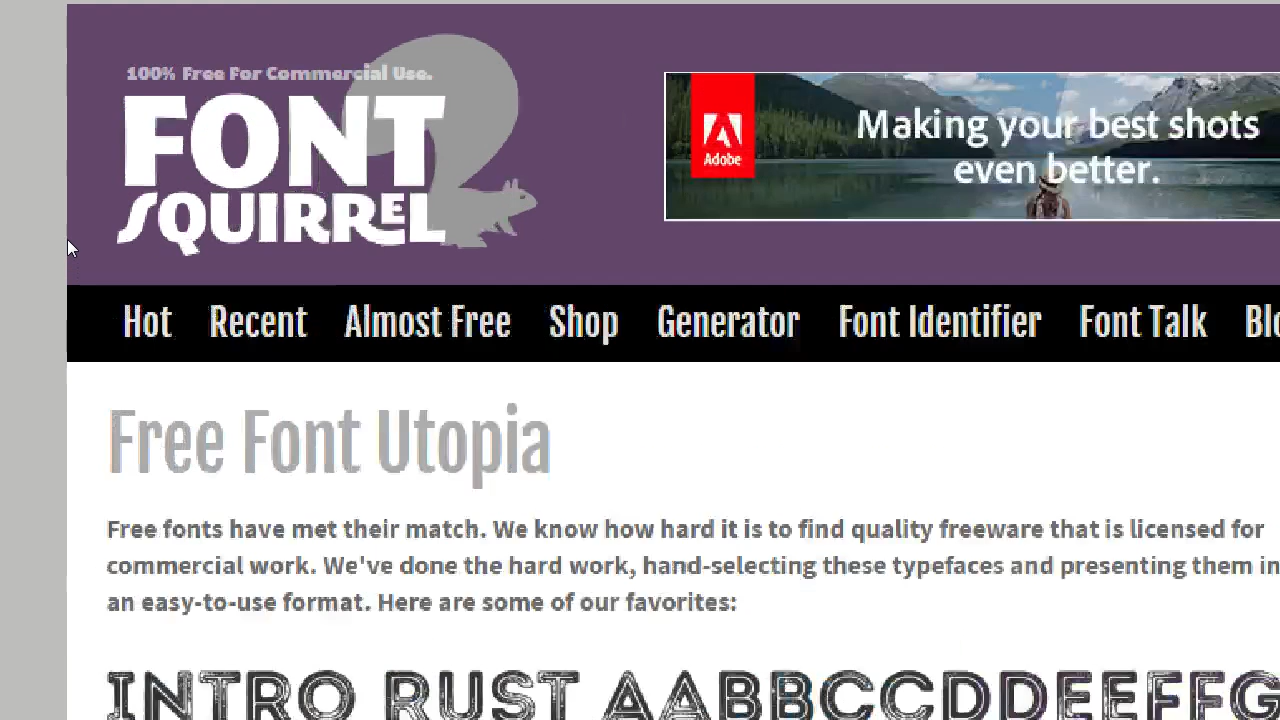 100% Free For Commercial Use.
FONT
SQUIRREL
Adobe
Making your best shots
even better.
Hot Recent Almost Free Shop Generator Font Identifier Font Talk
Free Font Utopia
Free fonts have met their match. We know how hard it is to find quality freeware that is licensed for
commercial work. We've done the hard work, hand-selecting these typefaces and presenting them in
an easy-to-use format. Here are some of our favorites:
INTRO RUST AABBCCDDEEFFG